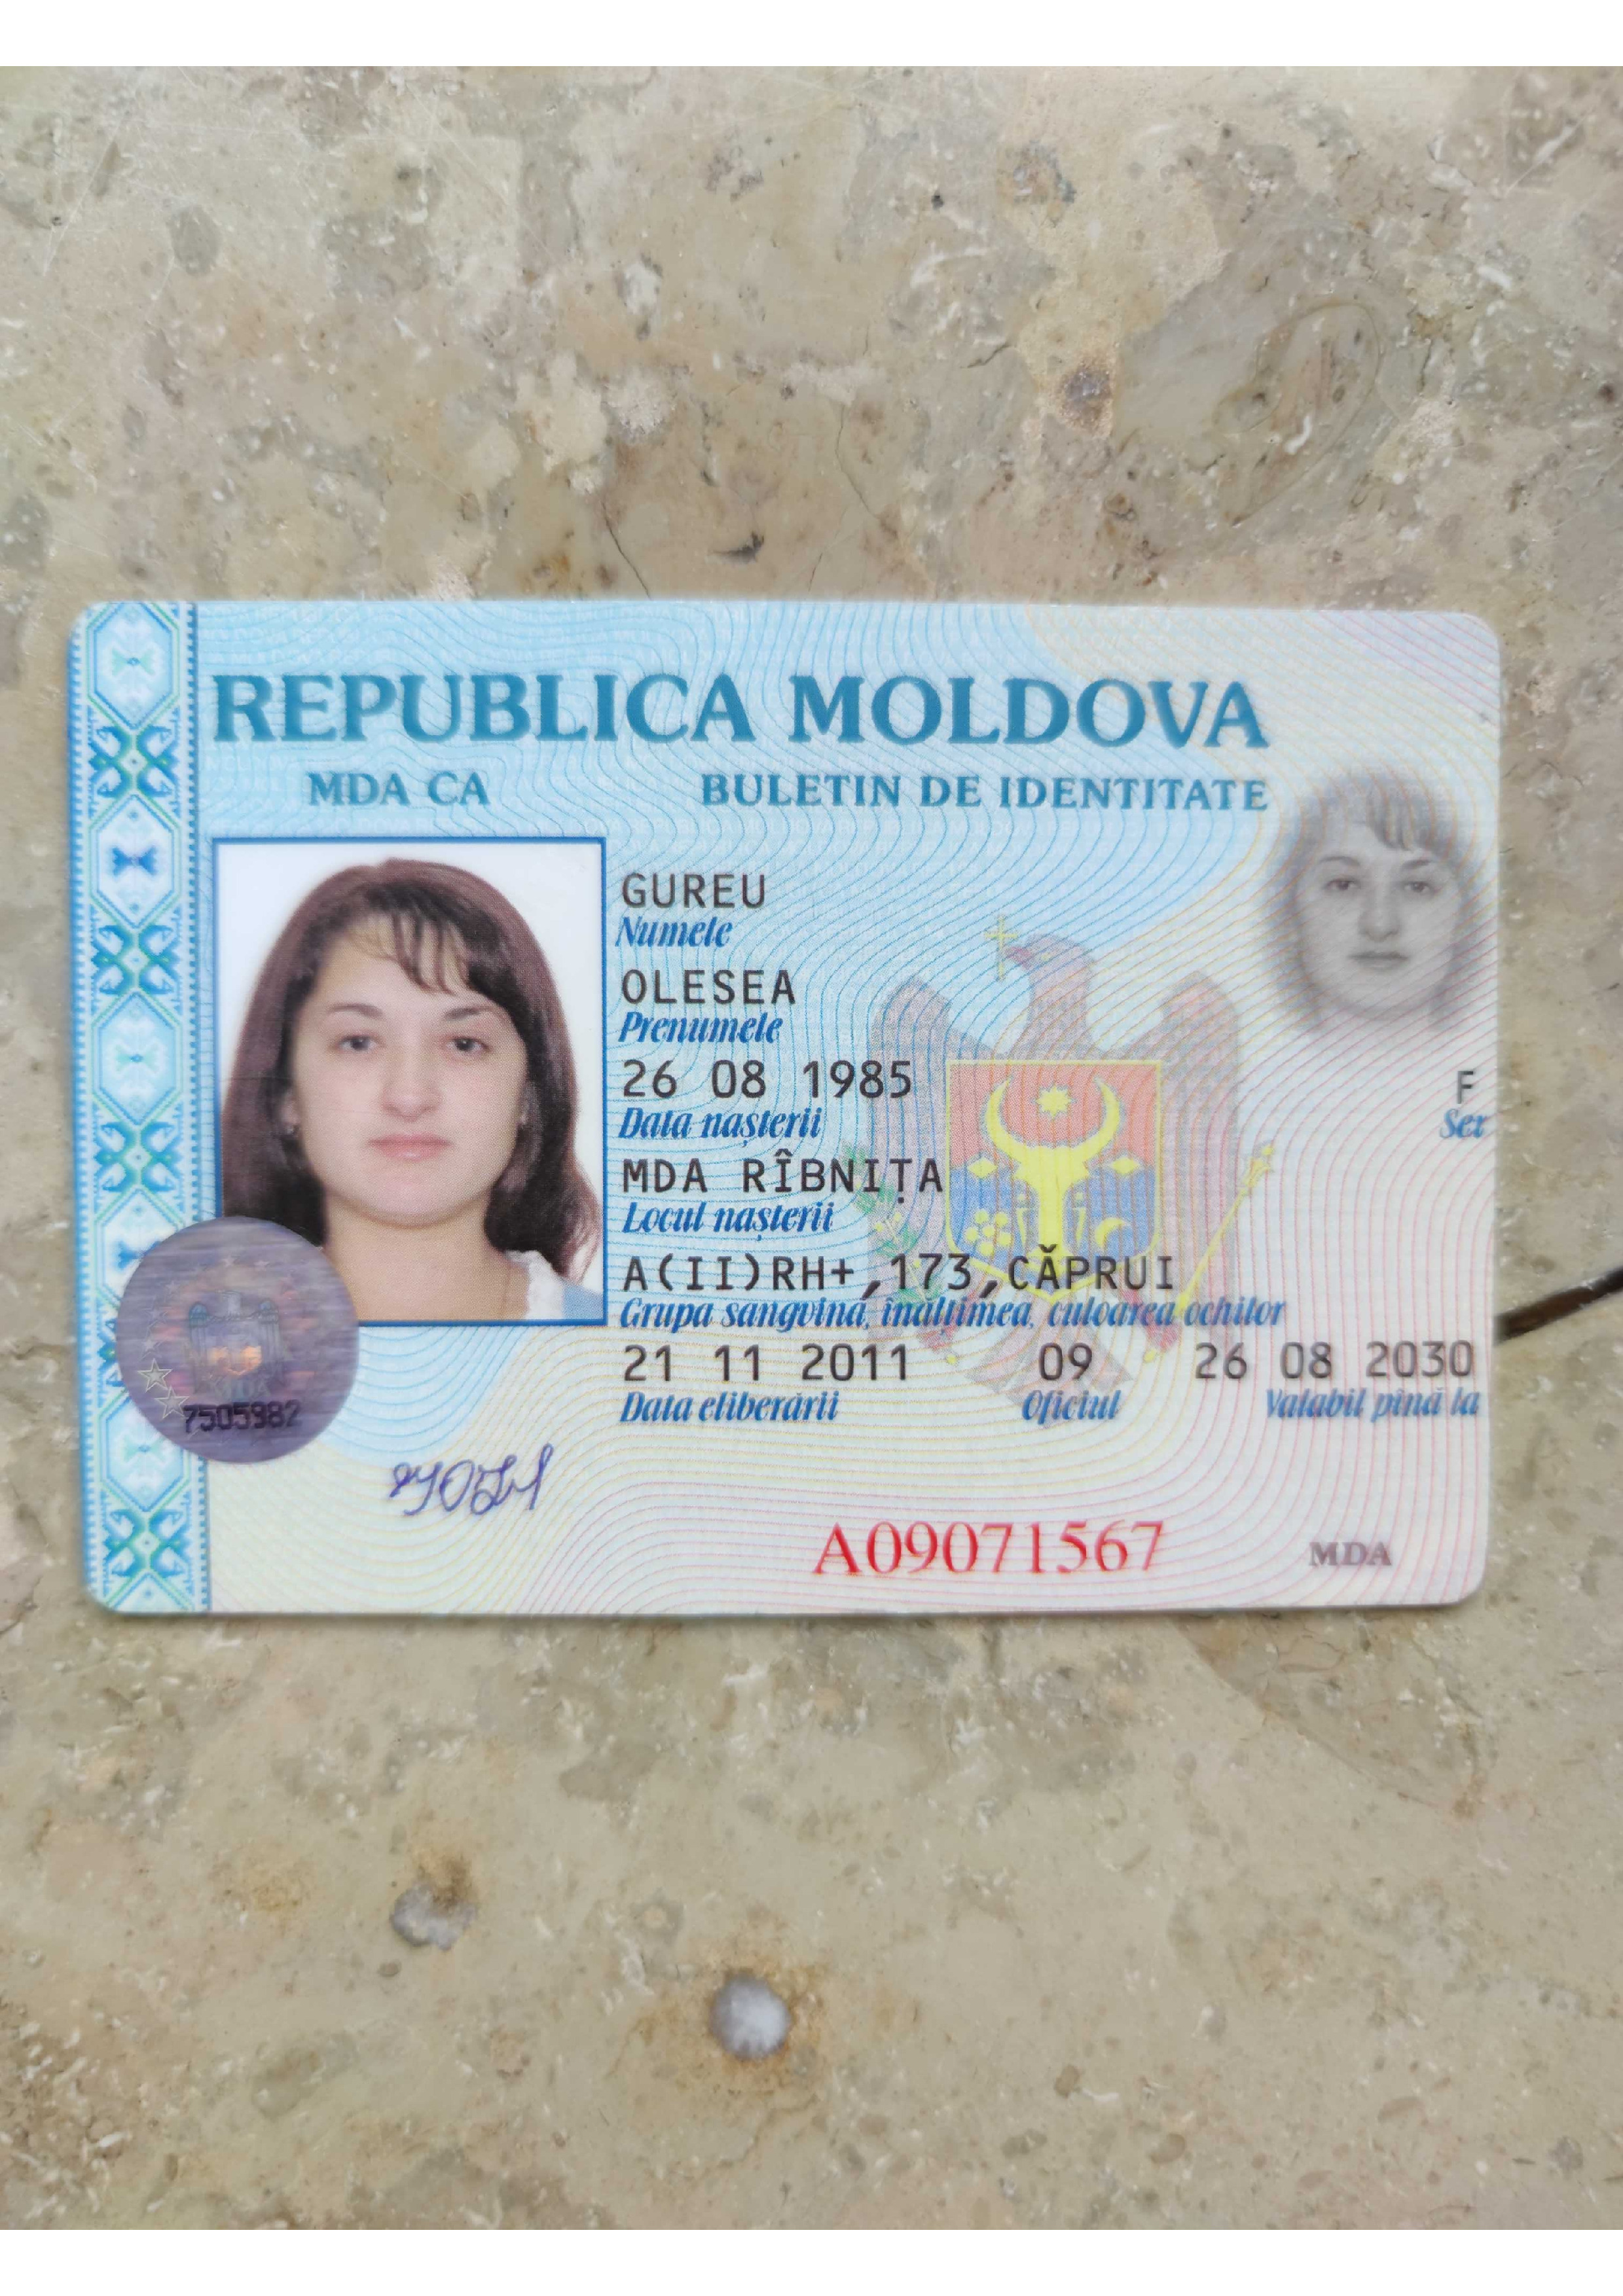 REPUBLICA MOLDOVA
MDA CA BULETIN DE IDENTITATE
GUREU
Numele
OLESEA
Prenumele
26 08 1985 F
Data nașterii Sex
MDA RÎBNIȚA
Locul nașterii
A(II)RH+,173,CĂPRUI
Grupa sangvină, înălțimea, culoarea ochilor
21 11 2011 09 26 08 2030
Data eliberării Oficiul Valabil pînă la
7505982
A09071567 MDA